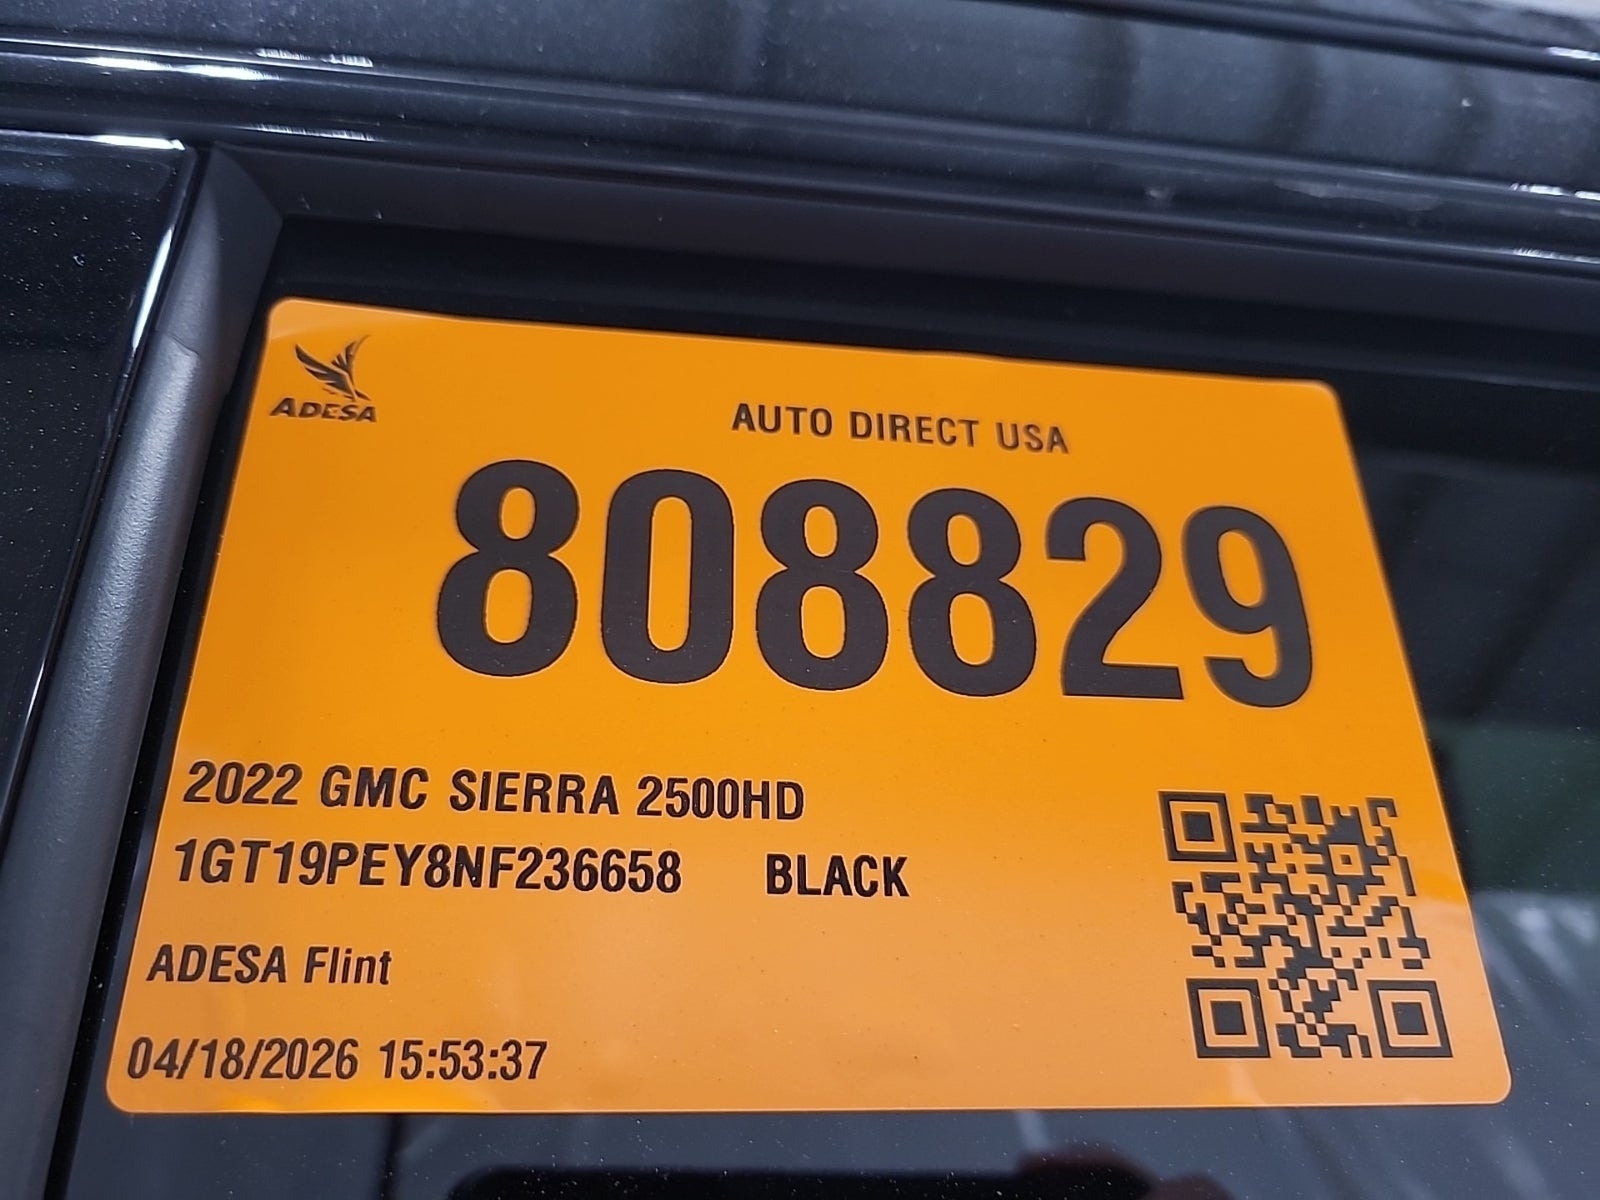 ADESA
AUTO DIRECT USA
808829
2022 GMC SIERRA 2500HD
1GT19PEY8NF236658 BLACK
ADESA Flint
04/18/2026 15:53:37